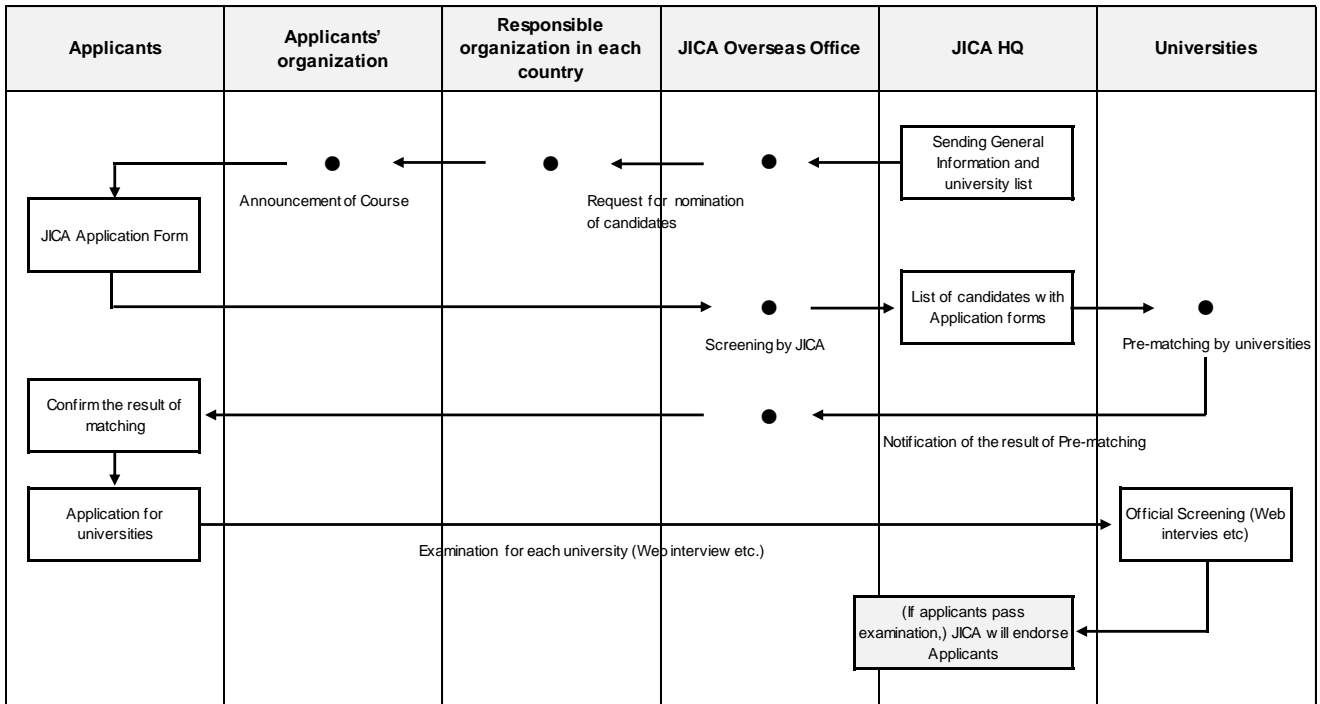 Applicants
Applicants'
organization
Responsible
organization in each
country
JICA Overseas Office
JICA HQ
Universities
Sending General
Information and
university list
Announcement of Course
Request for nomination
of candidates
JICA Application Form
List of candidates with
Application forms
Screening by JICA
Pre-matching by universities
Confirm the result of
matching
Notification of the result of Pre-matching
Application for
universities
Official Screening (Web
intervies etc)
Examination for each university (Web interview etc.)
(If applicants pass
examination,) JICA will endorse
Applicants